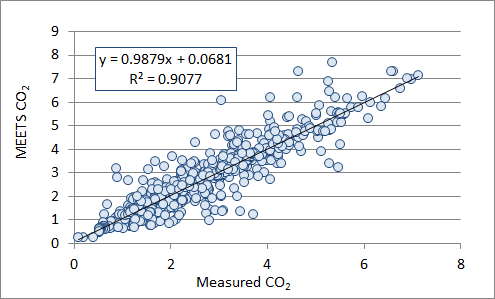 9
8
7
6
5
4
3
2
1
0
y = 0.9879x + 0.0681
R² = 0.9077
MEETS CO₂
0 2 4 6 8
Measured CO₂